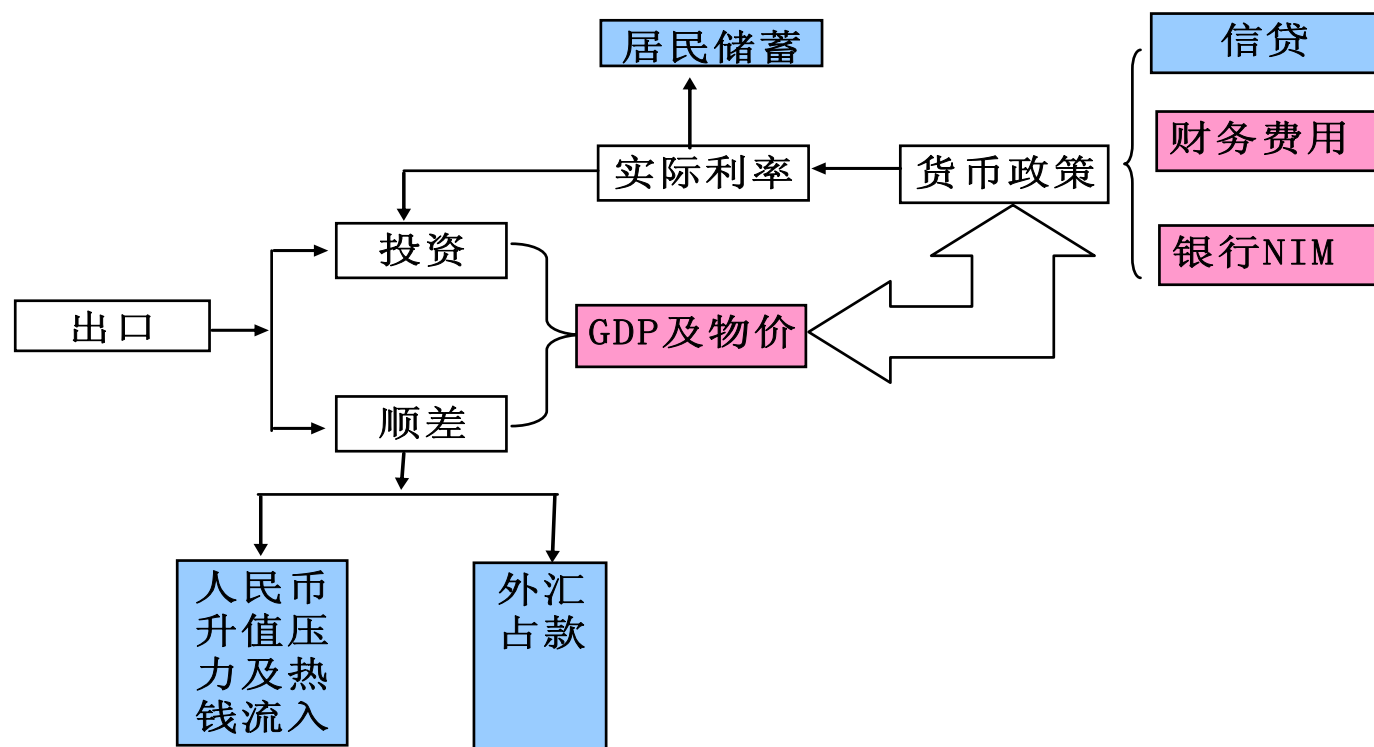 居民储蓄
信贷
财务费用
实际利率
货币政策
投资
银行NIM
出口
GDP及物价
顺差
人民币
升值压
力及热
钱流入
外汇
占款